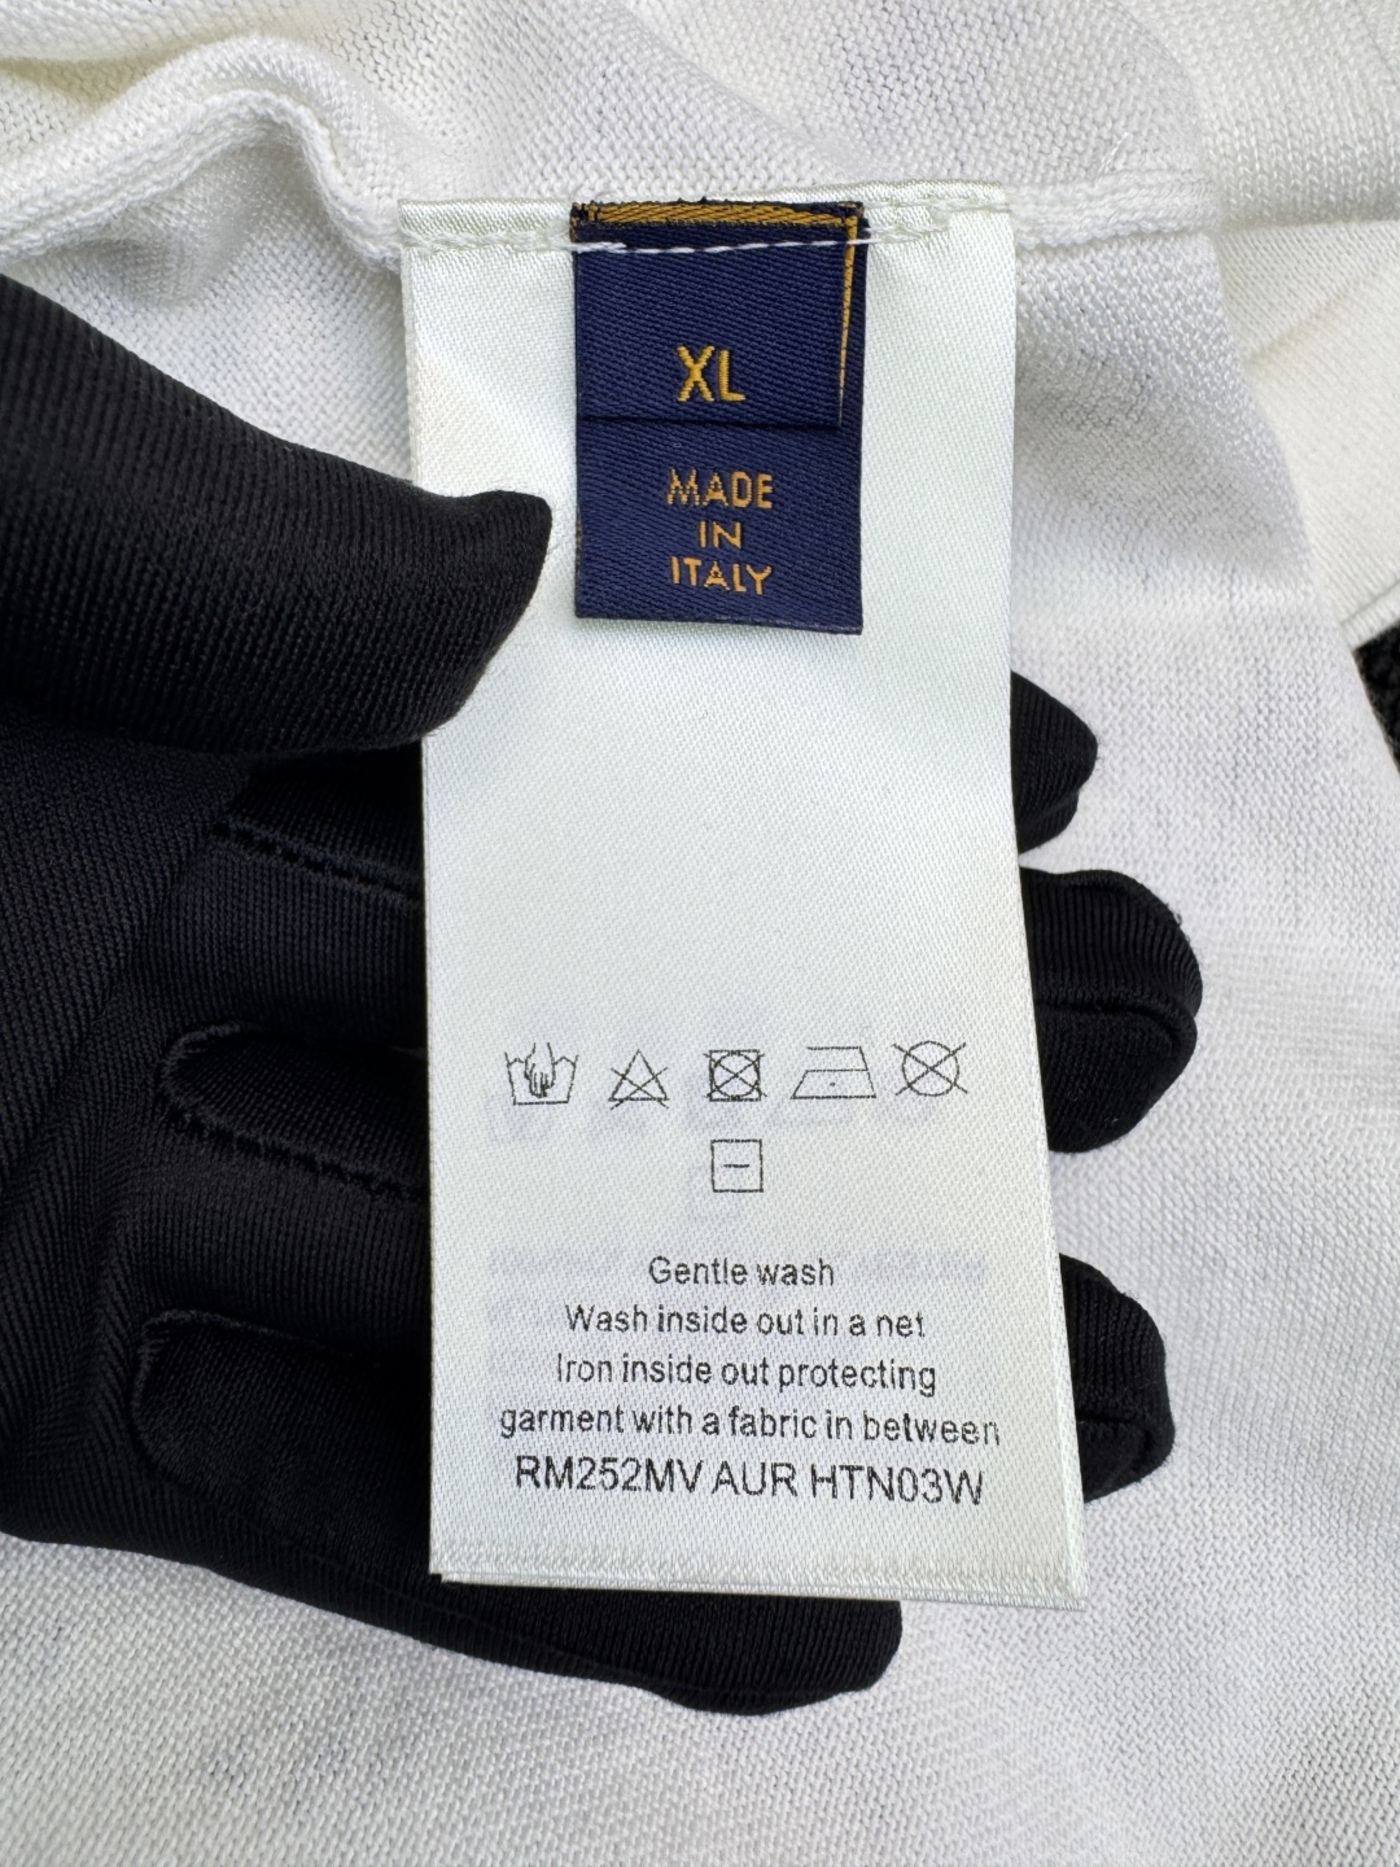 XL
MADE
IN
ITALY
Gentle wash
Wash inside out in a net
Iron inside out protecting
garment with a fabric in between
RM252MV AUR HTN03W